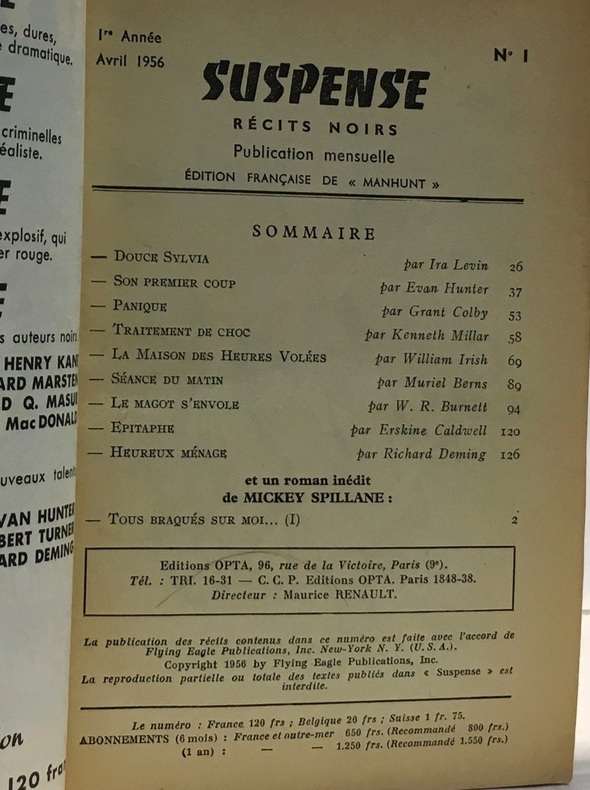 es, dures,
dramatique.
E
criminelles
éaliste.
E
explosif, qui
er rouge.
E
s auteurs noirs
HENRY KAN
ARD MARSTEN
D Q. MASU
MacDONALD
uveaux talents
VAN HUNTER
BERT TURNER
ARD DEMING
on
120 fra
1re Année
Avril 1956
N° 1
SUSPENSE
RÉCITS NOIRS
Publication mensuelle
ÉDITION FRANÇAISE DE « MANHUNT »
SOMMAIRE
— DOUCE SYLVIA par Ira Levin 26
— SON PREMIER COUP par Evan Hunter 37
— PANIQUE par Grant Colby 53
— TRAITEMENT DE CHOC par Kenneth Millar 58
— LA MAISON DES HEURES VOLÉES par William Irish 69
— SÉANCE DU MATIN par Muriel Berns 89
— LE MAGOT S'ENVOLE par W. R. Burnett 94
— EPITAPHE par Erskine Caldwell 120
— HEUREUX MÉNAGE par Richard Deming 126
et un roman inédit
de MICKEY SPILLANE :
— TOUS BRAQUÉS SUR MOI... (I) 2
Editions OPTA, 96, rue de la Victoire, Paris (9e).
Tél. : TRI. 16-31 — C. C. P. Editions OPTA. Paris 1848-38.
Directeur : Maurice RENAULT.
La publication des récits contenus dans ce numéro est faite avec l'accord de
Flying Eagle Publications, Inc. New-York N. Y. (U. S. A.).
Copyright 1956 by Flying Eagle Publications, Inc.
La reproduction partielle ou totale des textes publiés dans « Suspense » est
interdite.
Le numéro : France, 120 frs ; Belgique 20 frs ; Suisse 1 fr. 75.
ABONNEMENTS (6 mois) : France et outre-mer 650 frs. (Recommandé 800 frs.)
(1 an) : — — 1.250 frs. (Recommandé 1.550 frs.)